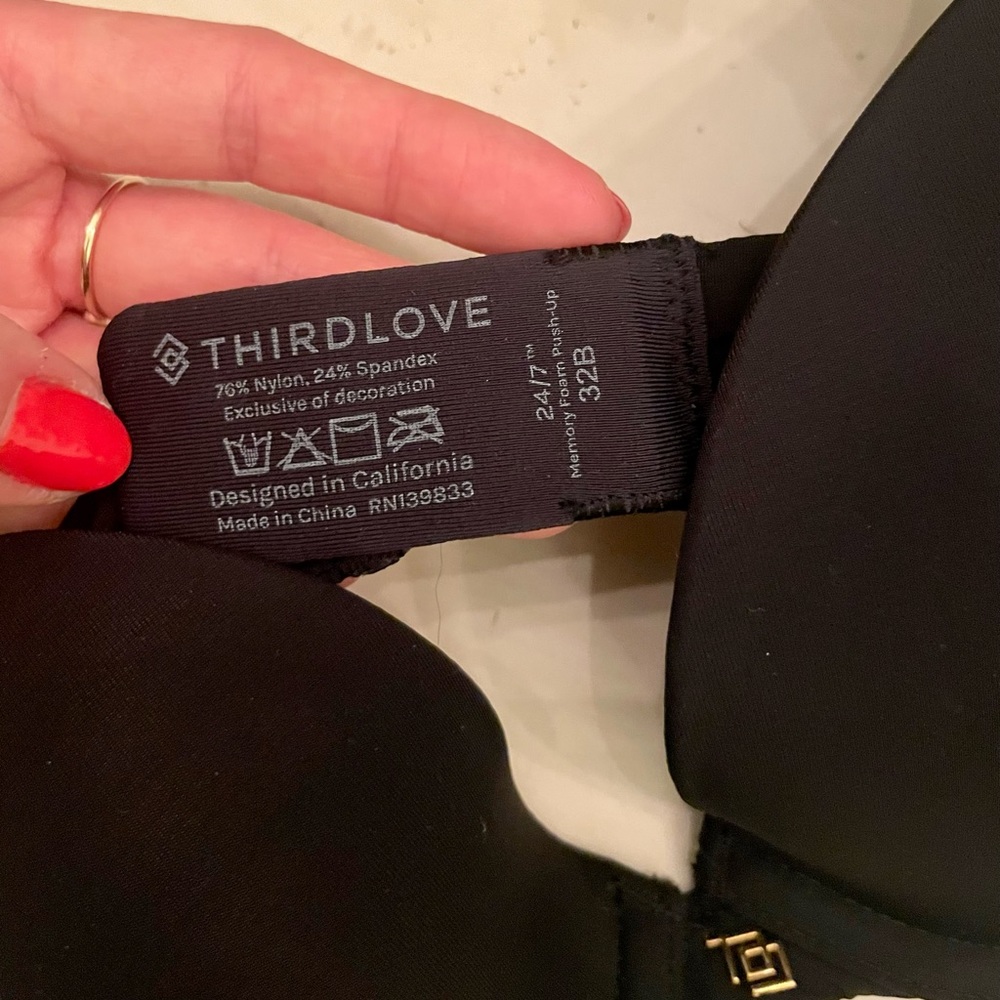 THIRDLOVE
76% Nylon, 24% Spandex
Exclusive of decoration
Designed in California
Made in China RN139833
24/7™
Memory Foam Push-Up
32B